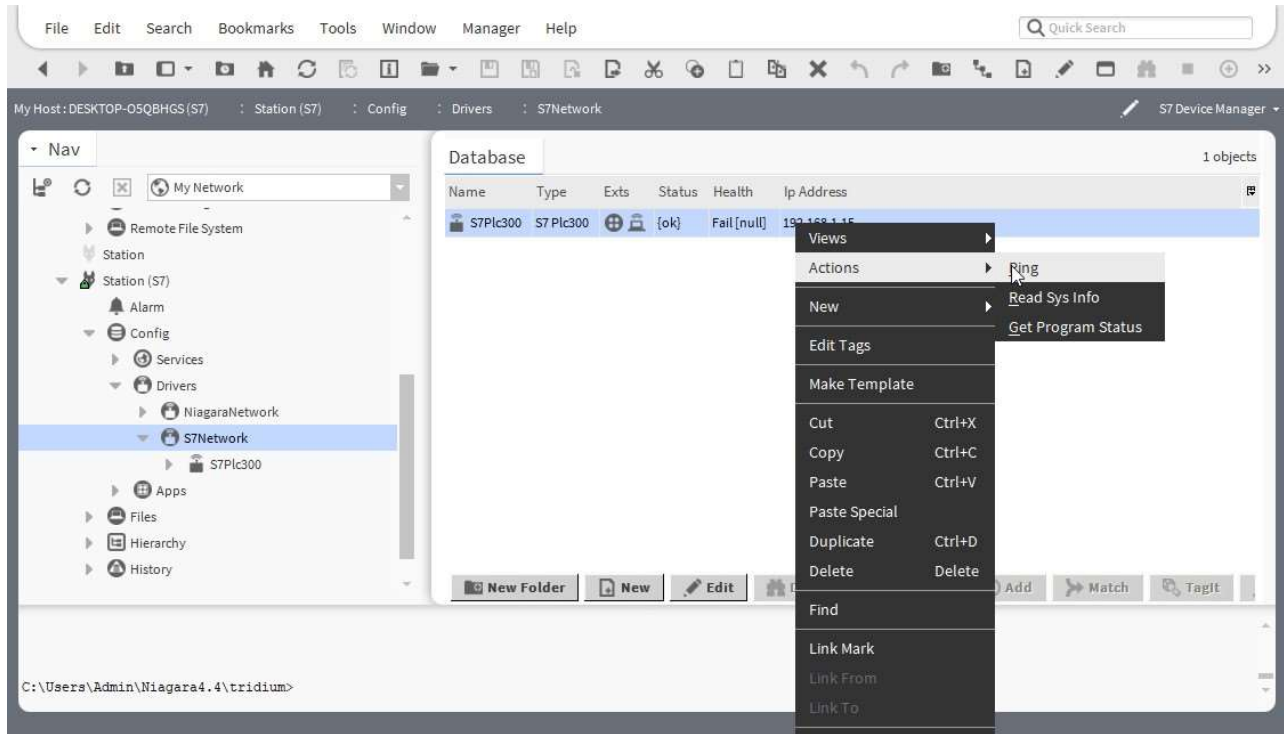 File Edit Search Bookmarks Tools Window Manager Help Quick Search
My Host : DESKTOP-O5QBHGS (S7) : Station (S7) : Config : Drivers : S7Network S7 Device Manager
Nav
My Network
Remote File System
Station
Station (S7)
Alarm
Config
Services
Drivers
NiagaraNetwork
S7Network
S7Plc300
Apps
Files
Hierarchy
History
Database 1 objects
Name Type Exts Status Health Ip Address
S7Plc300 S7 Plc300 {ok} Fail [null] 192.168.1.15
Views
Actions
New
Edit Tags
Make Template
Cut Ctrl+X
Copy Ctrl+C
Paste Ctrl+V
Paste Special
Duplicate Ctrl+D
Delete Delete
Find
Link Mark
Link From
Link To
Ping
Read Sys Info
Get Program Status
New Folder New Edit Add Match TagIt
C:\Users\Admin\Niagara4.4\tridium>